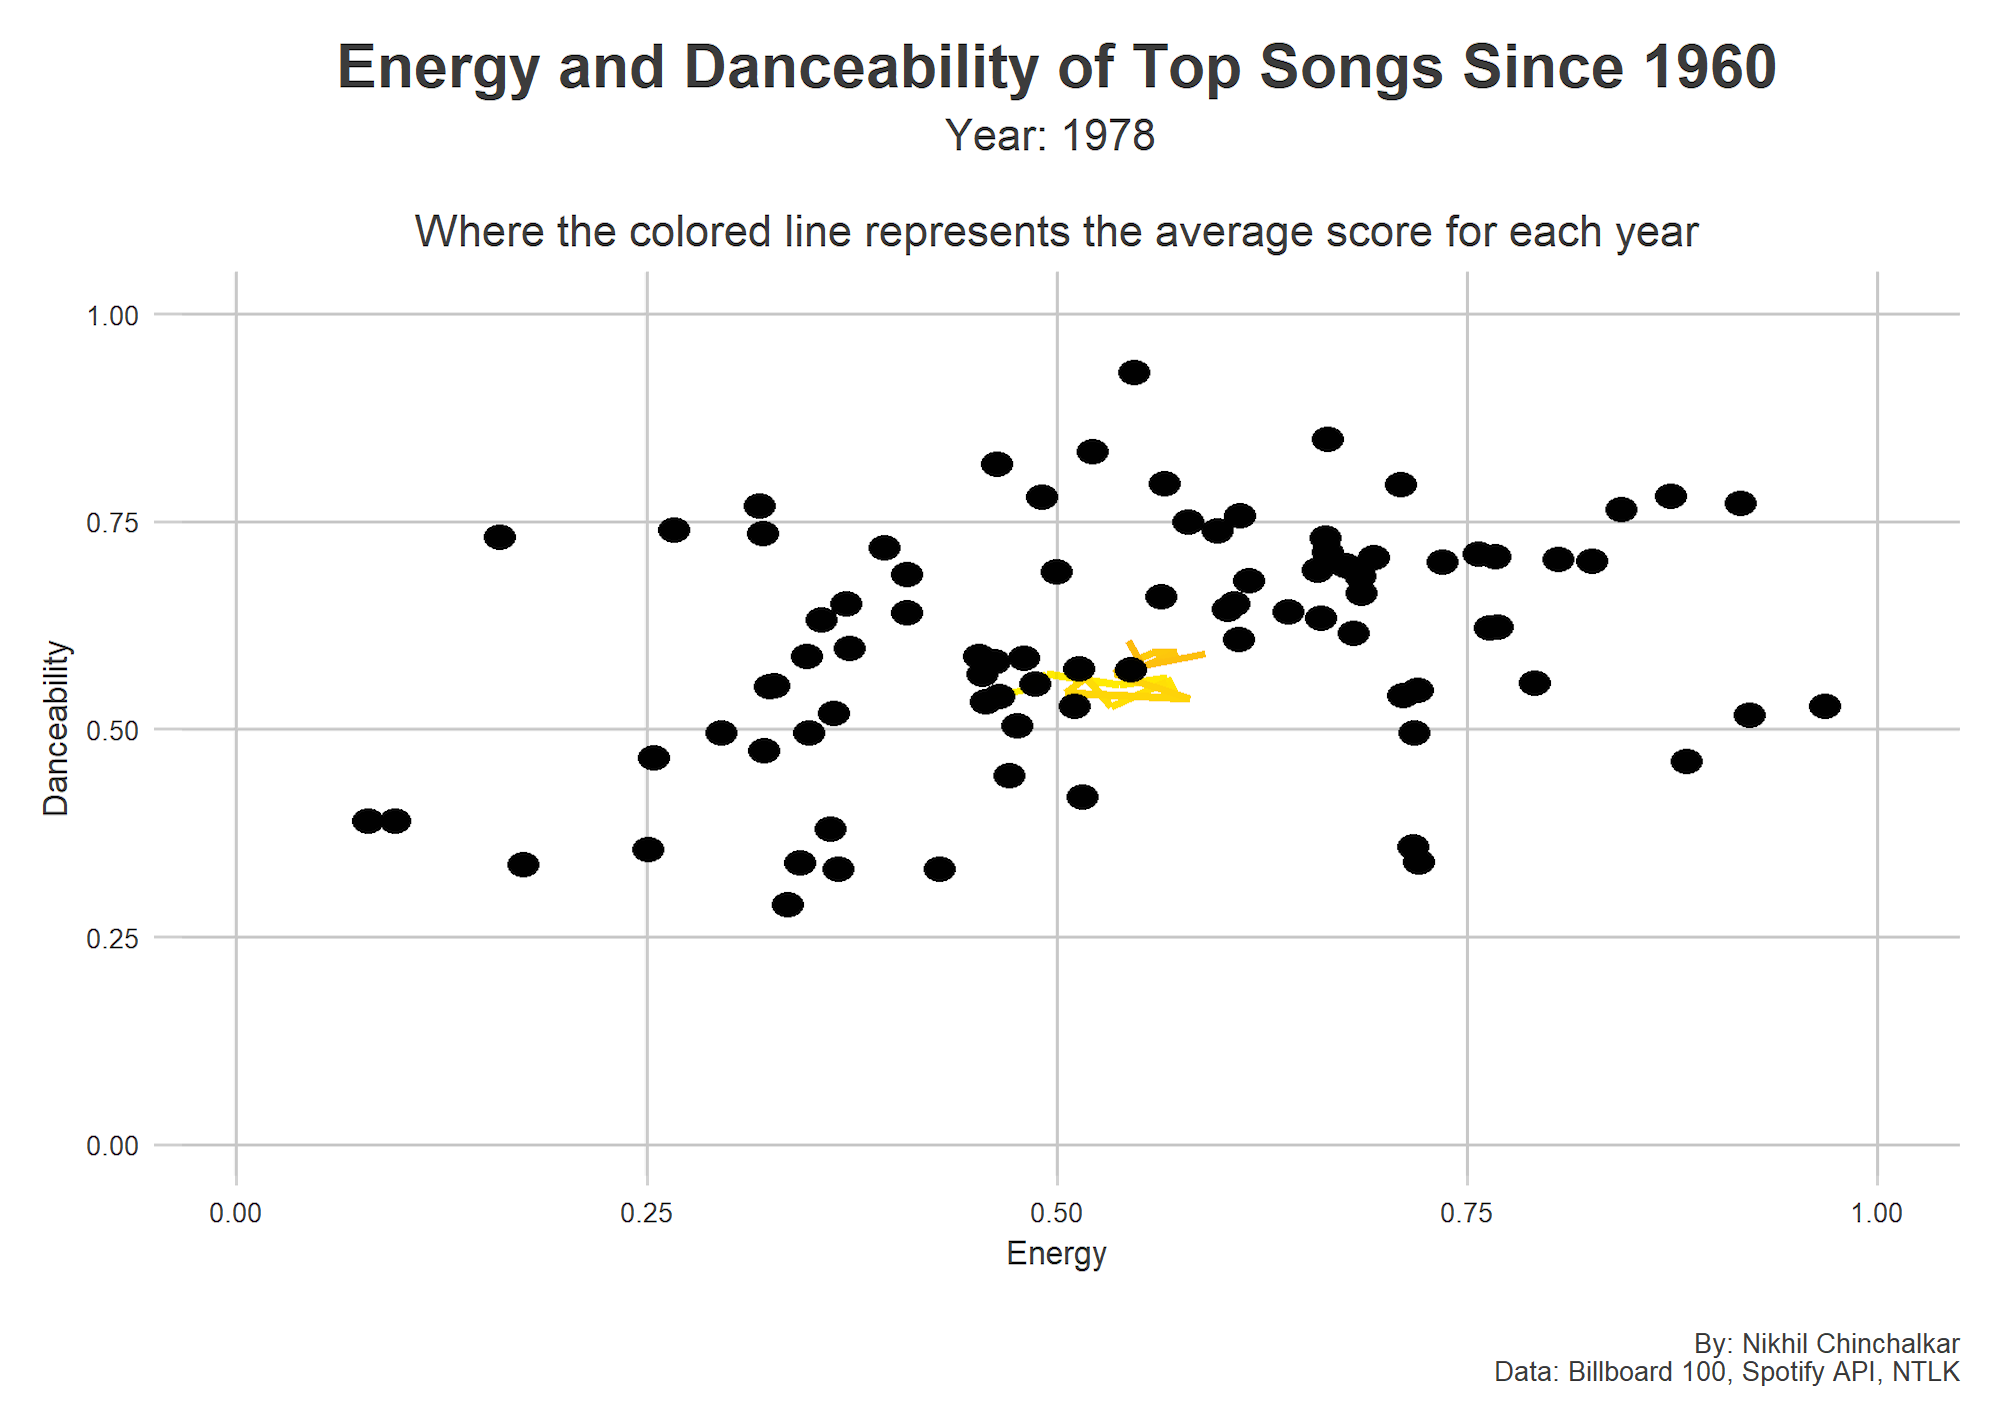 Energy and Danceability of Top Songs Since 1960
Year: 1978
Where the colored line represents the average score for each year
1.00
0.75
0.50
0.25
0.00
Danceability
0.00 0.25 0.50 0.75 1.00
Energy
By: Nikhil Chinchalkar
Data: Billboard 100, Spotify API, NTLK